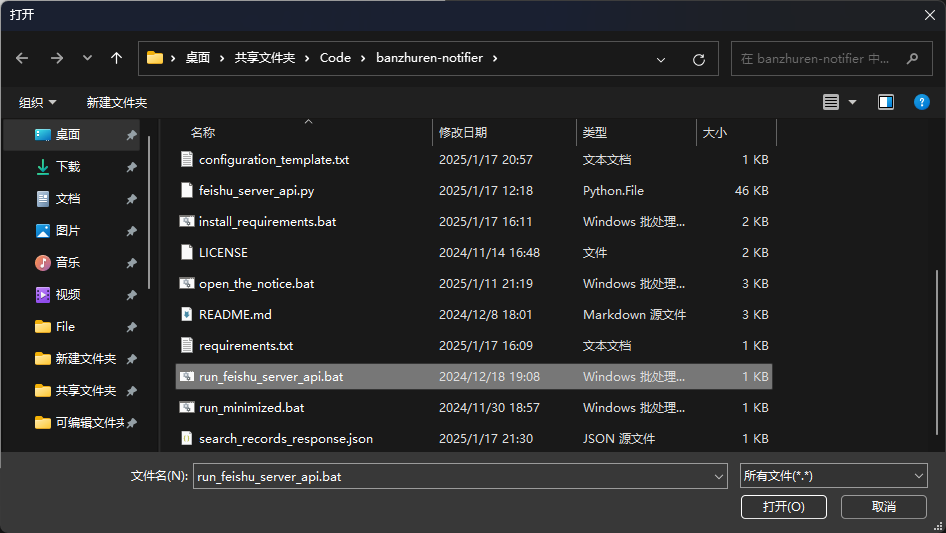 打开
桌面 › 共享文件夹 › Code › banzhuren-notifier ›
在 banzhuren-notifier 中...
组织 新建文件夹
?
名称 修改日期 类型 大小
桌面
下载
文档
图片
音乐
视频
File
新建文件夹
共享文件夹
可编辑文件夹
configuration_template.txt 2025/1/17 20:57 文本文档 1 KB
feishu_server_api.py 2025/1/17 12:18 Python.File 46 KB
install_requirements.bat 2025/1/17 16:11 Windows 批处理... 2 KB
LICENSE 2024/11/14 16:48 文件 2 KB
open_the_notice.bat 2025/1/11 21:19 Windows 批处理... 3 KB
README.md 2024/12/8 18:01 Markdown 源文件 3 KB
requirements.txt 2025/1/17 16:09 文本文档 1 KB
run_feishu_server_api.bat 2024/12/18 19:08 Windows 批处理... 1 KB
run_minimized.bat 2024/11/30 18:57 Windows 批处理... 1 KB
search_records_response.json 2025/1/17 21:30 JSON 源文件 1 KB
文件名(N): run_feishu_server_api.bat 所有文件(*.*)
打开(O) 取消